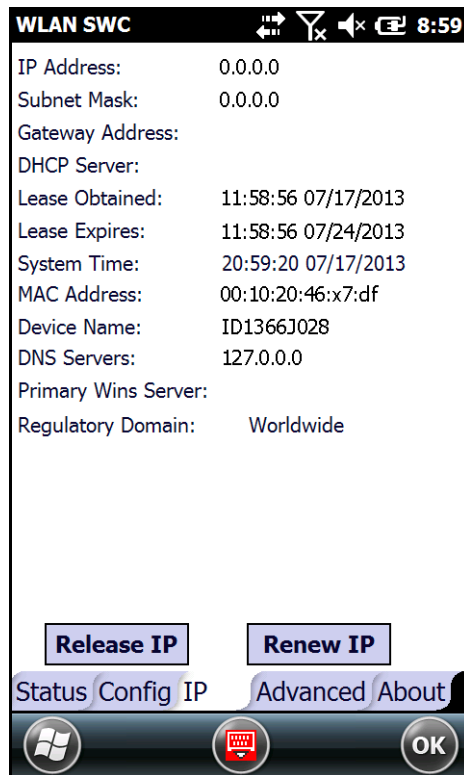 WLAN SWC 8:59
IP Address: 0.0.0.0
Subnet Mask: 0.0.0.0
Gateway Address:
DHCP Server:
Lease Obtained: 11:58:56 07/17/2013
Lease Expires: 11:58:56 07/24/2013
System Time: 20:59:20 07/17/2013
MAC Address: 00:10:20:46:x7:df
Device Name: ID1366J028
DNS Servers: 127.0.0.0
Primary Wins Server:
Regulatory Domain: Worldwide
Release IP Renew IP
Status Config IP Advanced About
OK